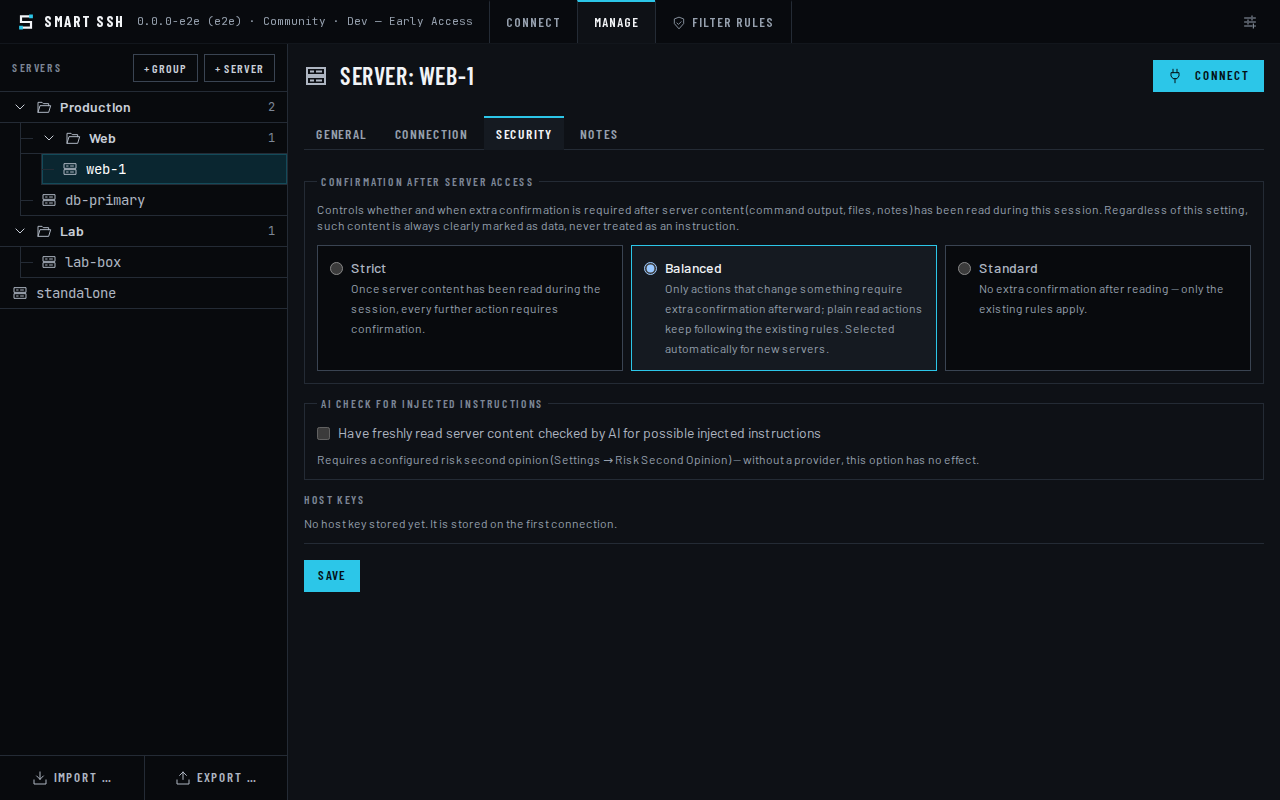 SMART SSH 0.0.0-e2e (e2e) · Community · Dev — Early Access CONNECT MANAGE FILTER RULES
SERVERS +GROUP +SERVER
Production 2
Web 1
web-1
db-primary
Lab 1
lab-box
standalone
IMPORT ... EXPORT ...
SERVER: WEB-1 CONNECT
GENERAL CONNECTION SECURITY NOTES
CONFIRMATION AFTER SERVER ACCESS
Controls whether and when extra confirmation is required after server content (command output, files, notes) has been read during this session. Regardless of this setting,
such content is always clearly marked as data, never treated as an instruction.
Strict
Once server content has been read during the
session, every further action requires
confirmation.
Balanced
Only actions that change something require
extra confirmation afterward; plain read actions
keep following the existing rules. Selected
automatically for new servers.
Standard
No extra confirmation after reading — only the
existing rules apply.
AI CHECK FOR INJECTED INSTRUCTIONS
Have freshly read server content checked by AI for possible injected instructions
Requires a configured risk second opinion (Settings → Risk Second Opinion) — without a provider, this option has no effect.
HOST KEYS
No host key stored yet. It is stored on the first connection.
SAVE